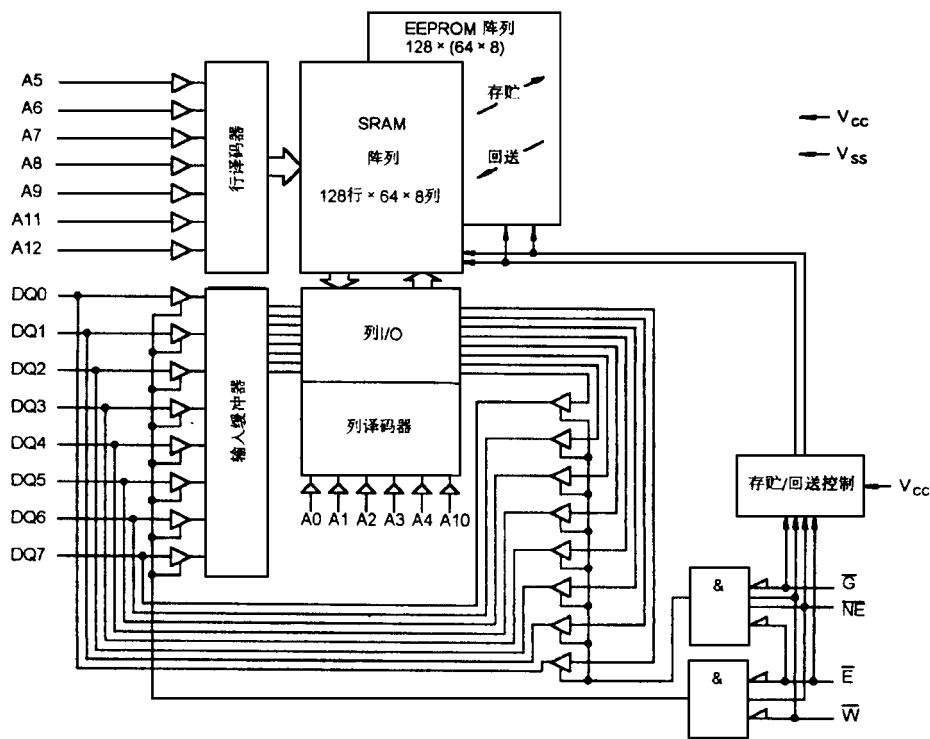 EEPROM 阵列
128 × (64 × 8)
存贮
回送
SRAM
阵列
128行 × 64 × 8列
A5
A6
A7
A8
A9
A11
A12
行译码器
V_CC
V_SS
DQ0
DQ1
DQ2
DQ3
DQ4
DQ5
DQ6
DQ7
输入缓冲器
列I/O
列译码器
A0 A1 A2 A3 A4 A10
存贮/回送控制
V_CC
&
G̅
N̅E̅
&
E̅
W̅